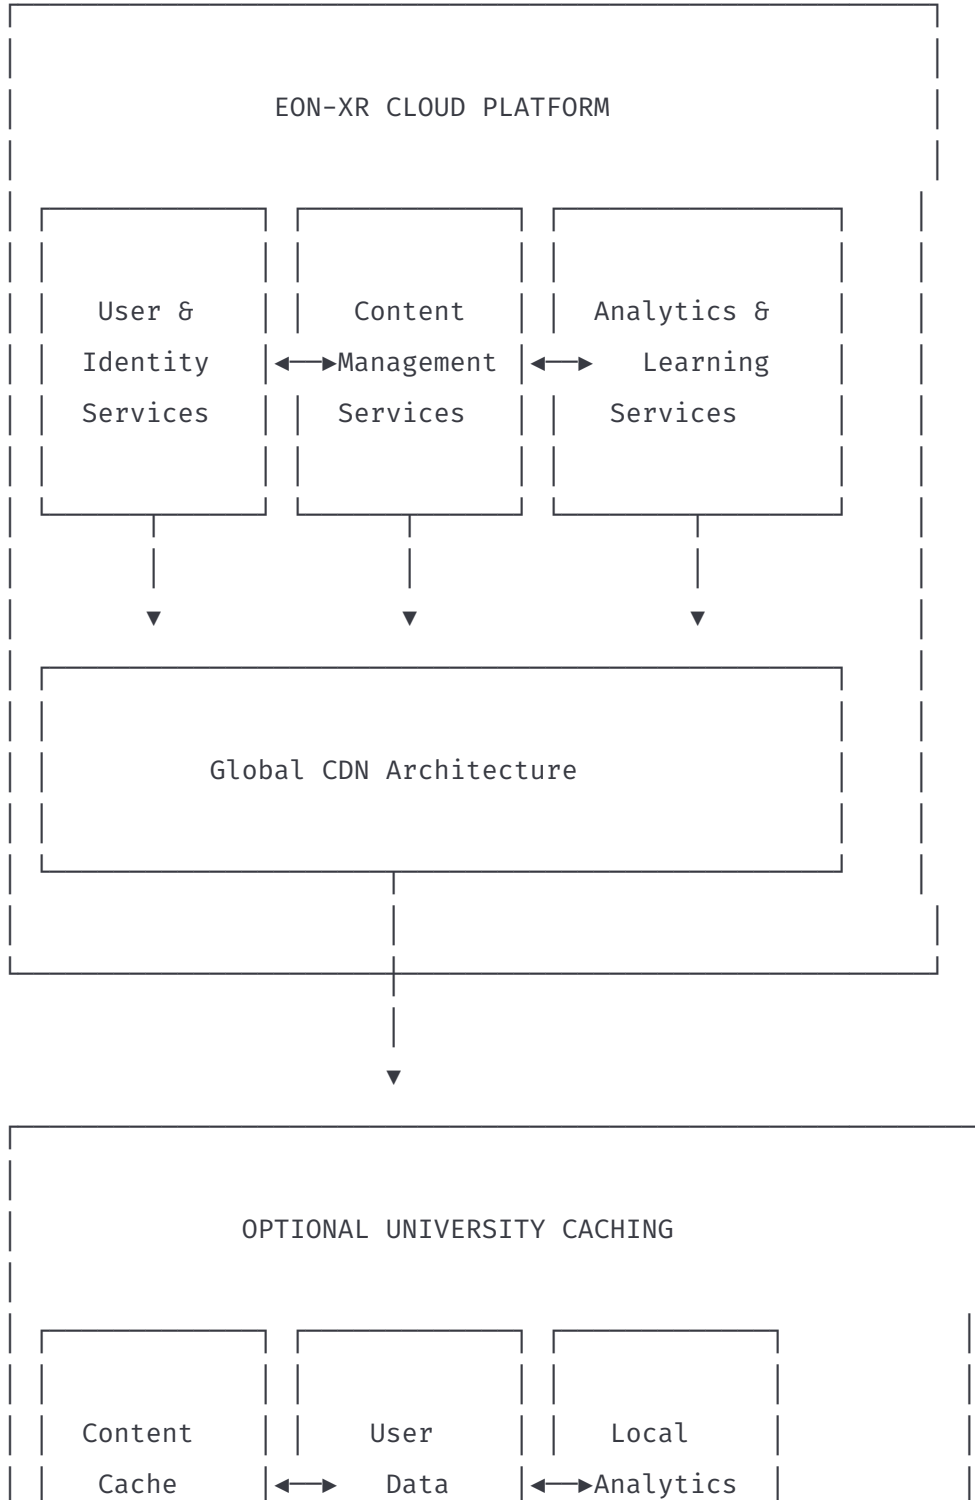 EON-XR CLOUD PLATFORM
User & Content Analytics &
Identity Management Learning
Services Services Services
Global CDN Architecture
OPTIONAL UNIVERSITY CACHING
Content User Local
Cache Data Analytics